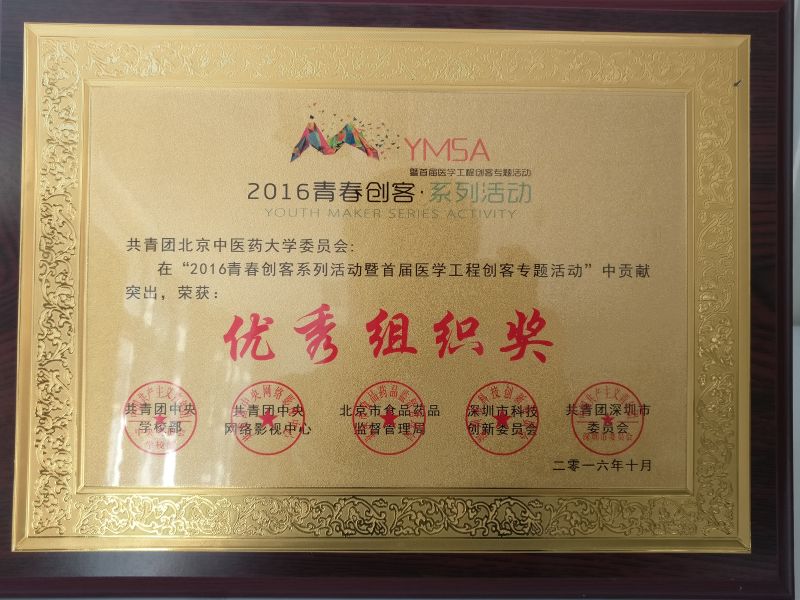 YMSA
暨首届医学工程创客专题活动
2016青春创客·系列活动
YOUTH MAKER SERIES ACTIVITY
共青团北京中医药大学委员会:
在“2016青春创客系列活动暨首届医学工程创客专题活动”中贡献
突出，荣获：
优秀组织奖
共青团中央
学校部
共青团中央
网络影视中心
北京市食品药品
监督管理局
深圳市科技
创新委员会
共青团深圳市
委员会
二零一六年十月